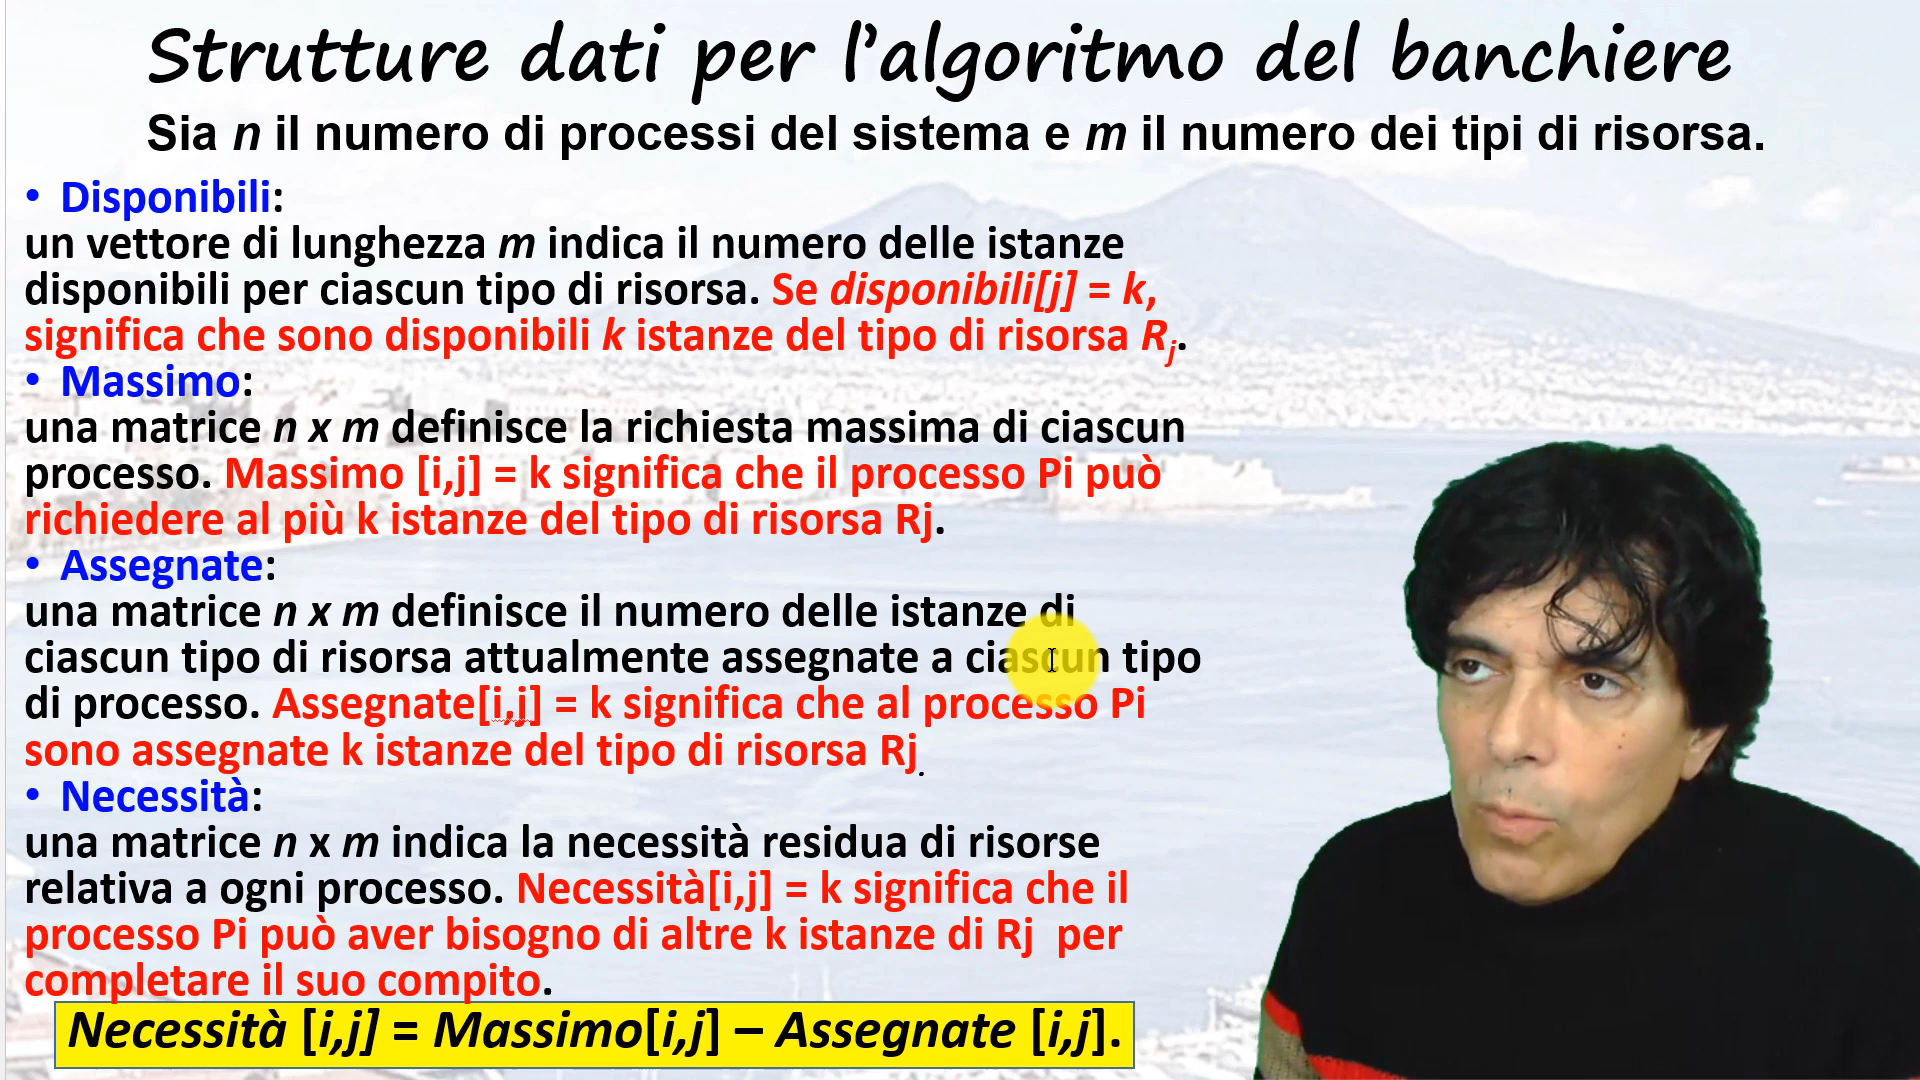 Strutture dati per l’algoritmo del banchiere
Sia n il numero di processi del sistema e m il numero dei tipi di risorsa.
• Disponibili:
un vettore di lunghezza m indica il numero delle istanze
disponibili per ciascun tipo di risorsa. Se disponibili[j] = k,
significa che sono disponibili k istanze del tipo di risorsa Rj.
• Massimo:
una matrice n x m definisce la richiesta massima di ciascun
processo. Massimo [i,j] = k significa che il processo Pi può
richiedere al più k istanze del tipo di risorsa Rj.
• Assegnate:
una matrice n x m definisce il numero delle istanze di
ciascun tipo di risorsa attualmente assegnate a ciascun tipo
di processo. Assegnate[i,j] = k significa che al processo Pi
sono assegnate k istanze del tipo di risorsa Rj.
• Necessità:
una matrice n x m indica la necessità residua di risorse
relativa a ogni processo. Necessità[i,j] = k significa che il
processo Pi può aver bisogno di altre k istanze di Rj  per
completare il suo compito.
Necessità [i,j] = Massimo[i,j] – Assegnate [i,j].